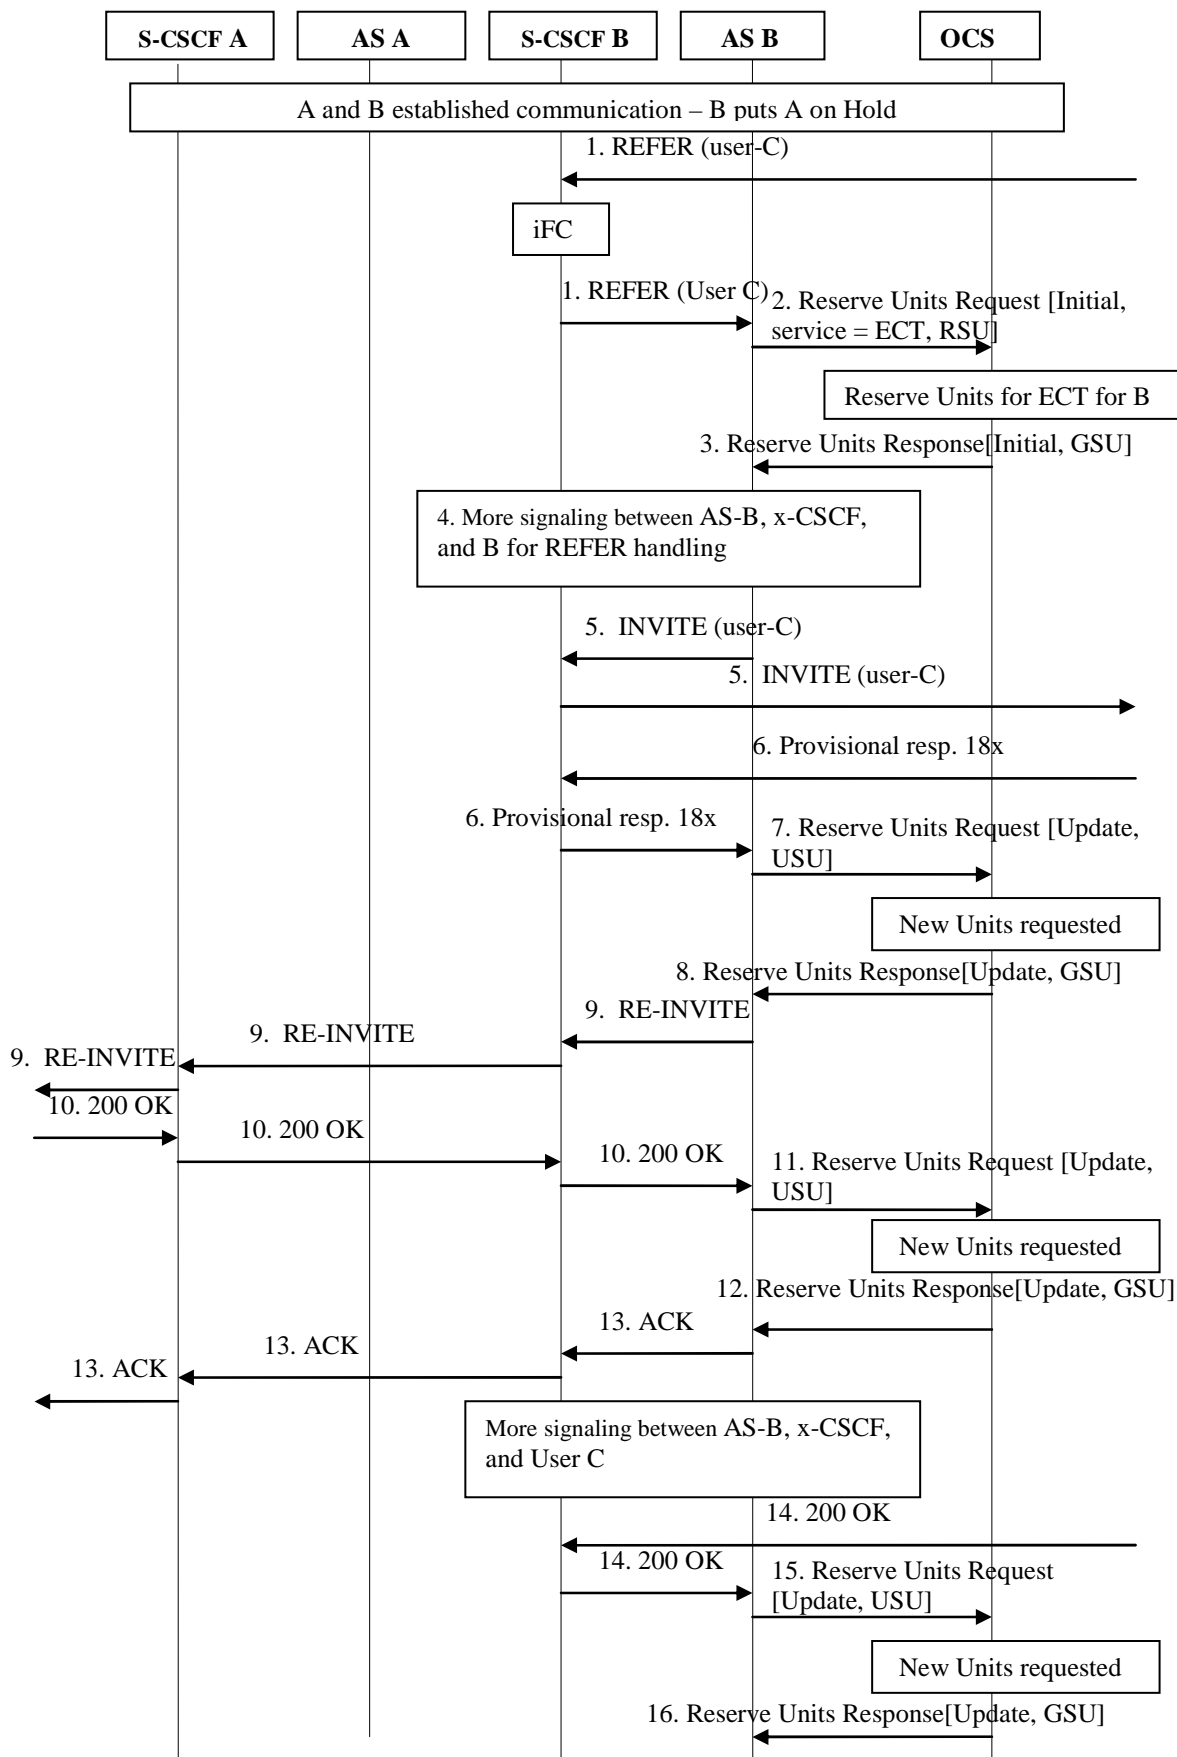 S-CSCF A
AS A
S-CSCF B
AS B
OCS
A and B established communication – B puts A on Hold
1. REFER (user-C)
iFC
1. REFER (User C)
2. Reserve Units Request [Initial,
service = ECT, RSU]
Reserve Units for ECT for B
3. Reserve Units Response[Initial, GSU]
4. More signaling between AS-B, x-CSCF,
and B for REFER handling
5. INVITE (user-C)
5. INVITE (user-C)
6. Provisional resp. 18x
6. Provisional resp. 18x
7. Reserve Units Request [Update,
USU]
New Units requested
8. Reserve Units Response[Update, GSU]
9. RE-INVITE
9. RE-INVITE
9. RE-INVITE
10. 200 OK
10. 200 OK
10. 200 OK
11. Reserve Units Request [Update,
USU]
New Units requested
12. Reserve Units Response[Update, GSU]
13. ACK
13. ACK
13. ACK
More signaling between AS-B, x-CSCF,
and User C
14. 200 OK
14. 200 OK
15. Reserve Units Request
[Update, USU]
New Units requested
16. Reserve Units Response[Update, GSU]